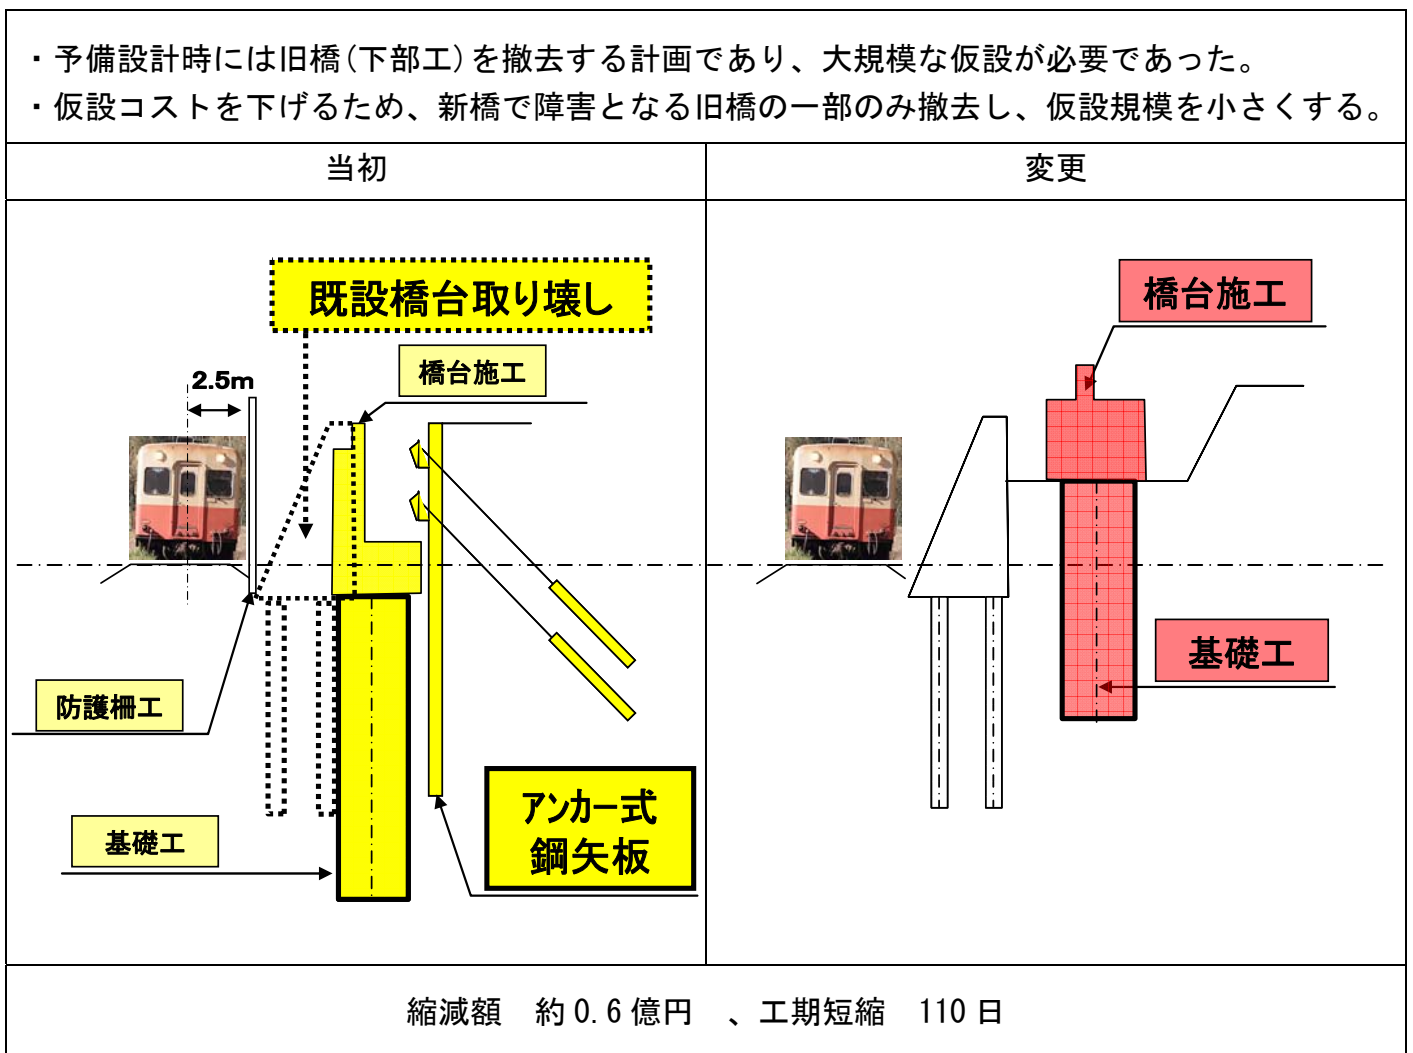 ・予備設計時には旧橋(下部工)を撤去する計画であり、大規模な仮設が必要であった。
・仮設コストを下げるため、新橋で障害となる旧橋の一部のみ撤去し、仮設規模を小さくする。
当初
変更
既設橋台取り壊し
橋台施工
2.5m
防護柵工
基礎工
アンカー式
鋼矢板
橋台施工
基礎工
縮減額 約0.6億円 、工期短縮 110日